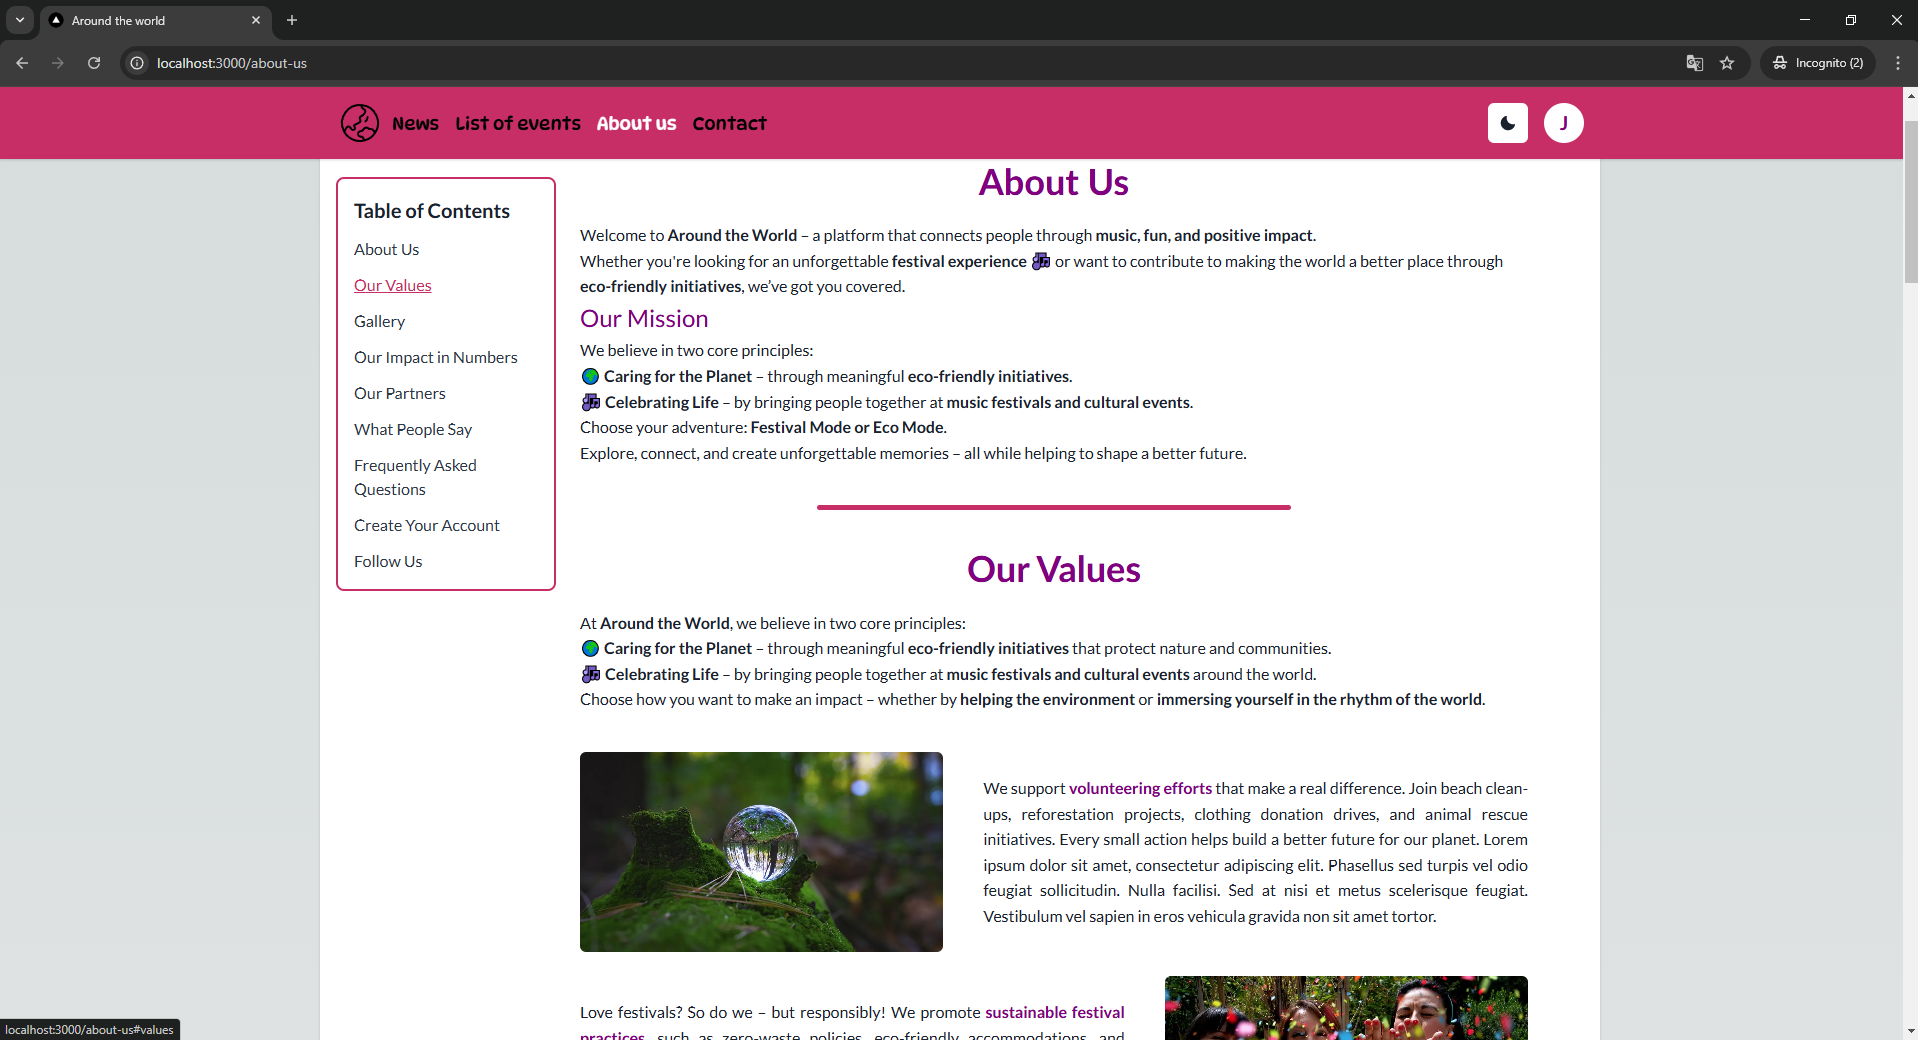 Around the world
localhost:3000/about-us
Incognito (2)
News List of events About us Contact
J
Table of Contents
About Us
Our Values
Gallery
Our Impact in Numbers
Our Partners
What People Say
Frequently Asked
Questions
Create Your Account
Follow Us
About Us
Welcome to Around the World – a platform that connects people through music, fun, and positive impact.
Whether you're looking for an unforgettable festival experience 🎶 or want to contribute to making the world a better place through
eco-friendly initiatives, we’ve got you covered.
Our Mission
We believe in two core principles:
🌍 Caring for the Planet – through meaningful eco-friendly initiatives.
🎶 Celebrating Life – by bringing people together at music festivals and cultural events.
Choose your adventure: Festival Mode or Eco Mode.
Explore, connect, and create unforgettable memories – all while helping to shape a better future.
Our Values
At Around the World, we believe in two core principles:
🌍 Caring for the Planet – through meaningful eco-friendly initiatives that protect nature and communities.
🎶 Celebrating Life – by bringing people together at music festivals and cultural events around the world.
Choose how you want to make an impact – whether by helping the environment or immersing yourself in the rhythm of the world.
We support volunteering efforts that make a real difference. Join beach clean-
ups, reforestation projects, clothing donation drives, and animal rescue
initiatives. Every small action helps build a better future for our planet. Lorem
ipsum dolor sit amet, consectetur adipiscing elit. Phasellus sed turpis vel odio
feugiat sollicitudin. Nulla facilisi. Sed at nisi et metus scelerisque feugiat.
Vestibulum vel sapien in eros vehicula gravida non sit amet tortor.
Love festivals? So do we – but responsibly! We promote sustainable festival
practices, such as zero-waste policies, eco-friendly accommodations, and
localhost:3000/about-us#values